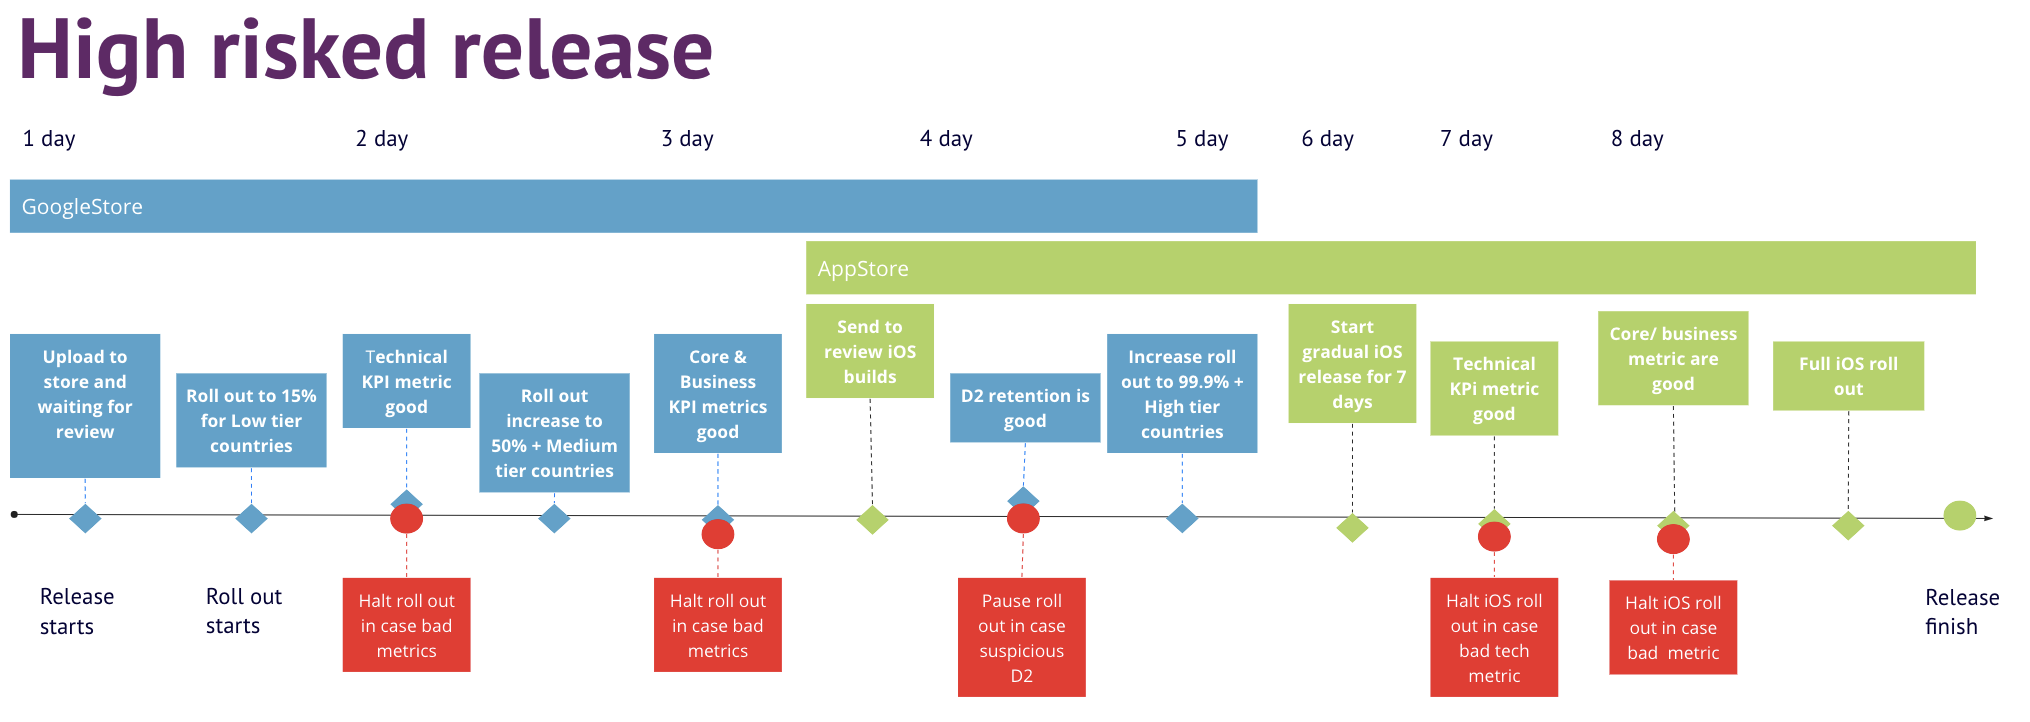 High risked release
1 day
2 day
3 day
4 day
5 day
6 day
7 day
8 day
GoogleStore
AppStore
Upload to
store and
waiting for
review
Roll out to 15%
for Low tier
countries
Technical
KPI metric
good
Roll out
increase to
50% + Medium
tier countries
Core &
Business
KPI metrics
good
Send to
review iOS
builds
D2 retention is
good
Increase roll
out to 99.9% +
High tier
countries
Start
gradual iOS
release for 7
days
Technical
KPi metric
good
Core/ business
metric are
good
Full iOS roll
out
Release
starts
Roll out
starts
Halt roll out
in case bad
metrics
Halt roll out
in case bad
metrics
Pause roll
out in case
suspicious
D2
Halt iOS roll
out in case
bad tech
metric
Halt iOS roll
out in case
bad  metric
Release
finish